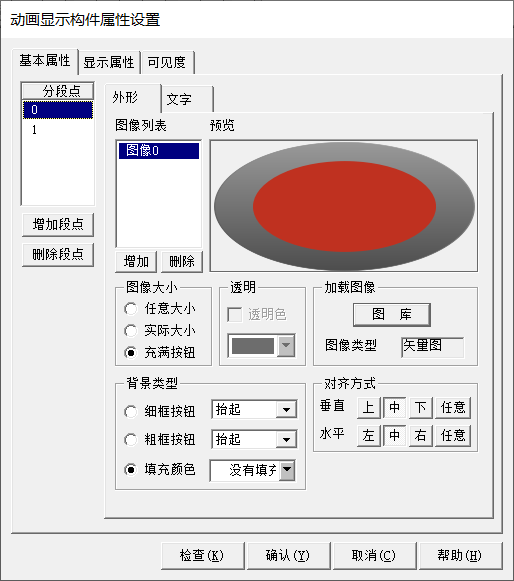 动画显示构件属性设置
基本属性 显示属性 可见度
分段点
0
1
增加段点
删除段点
外形 文字
图像列表 预览
图像0
增加 删除
图像大小
任意大小
实际大小
充满按钮
透明
透明色
加载图像
图 库
图像类型 矢量图
背景类型
细框按钮 抬起
粗框按钮 抬起
填充颜色 没有填充
对齐方式
垂直 上 中 下 任意
水平 左 中 右 任意
检查(K) 确认(Y) 取消(C) 帮助(H)